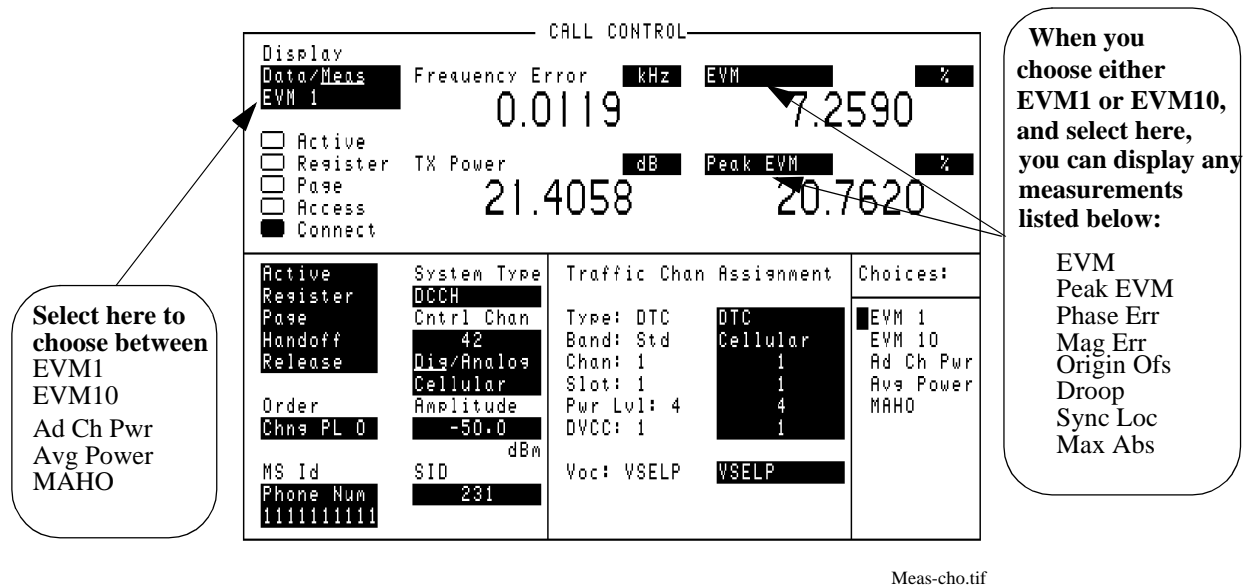 CALL CONTROL
Display
Data/Meas
EVM 1
Frequency Error kHz
0.0119
EVM %
7.2590
Active
Register
Page
Access
Connect
TX Power dB
21.4058
Peak EVM %
20.7620
Active
Register
Page
Handoff
Release
Order
Chng PL 0
MS Id
Phone Num
1111111111
System Type
DCCH
Cntrl Chan
42
Dig/Analog
Cellular
Amplitude
-50.0
dBm
SID
231
Traffic Chan Assignment
Type: DTC DTC
Band: Std Cellular
Chan: 1 1
Slot: 1 1
Pwr Lvl: 4 4
DVCC: 1 1
Voc: VSELP VSELP
Choices:
EVM 1
EVM 10
Ad Ch Pwr
Avg Power
MAHO
Select here to
choose between
EVM1
EVM10
Ad Ch Pwr
Avg Power
MAHO
When you
choose either
EVM1 or EVM10,
and select here,
you can display any
measurements
listed below:
EVM
Peak EVM
Phase Err
Mag Err
Origin Ofs
Droop
Sync Loc
Max Abs
Meas-cho.tif